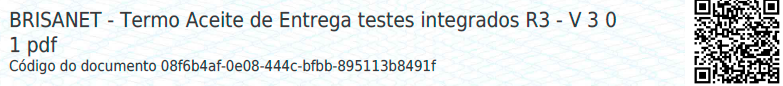 BRISANET - Termo Aceite de Entrega testes integrados R3 - V 3 0
1 pdf
Código do documento 08f6b4af-0e08-444c-bfbb-895113b8491f